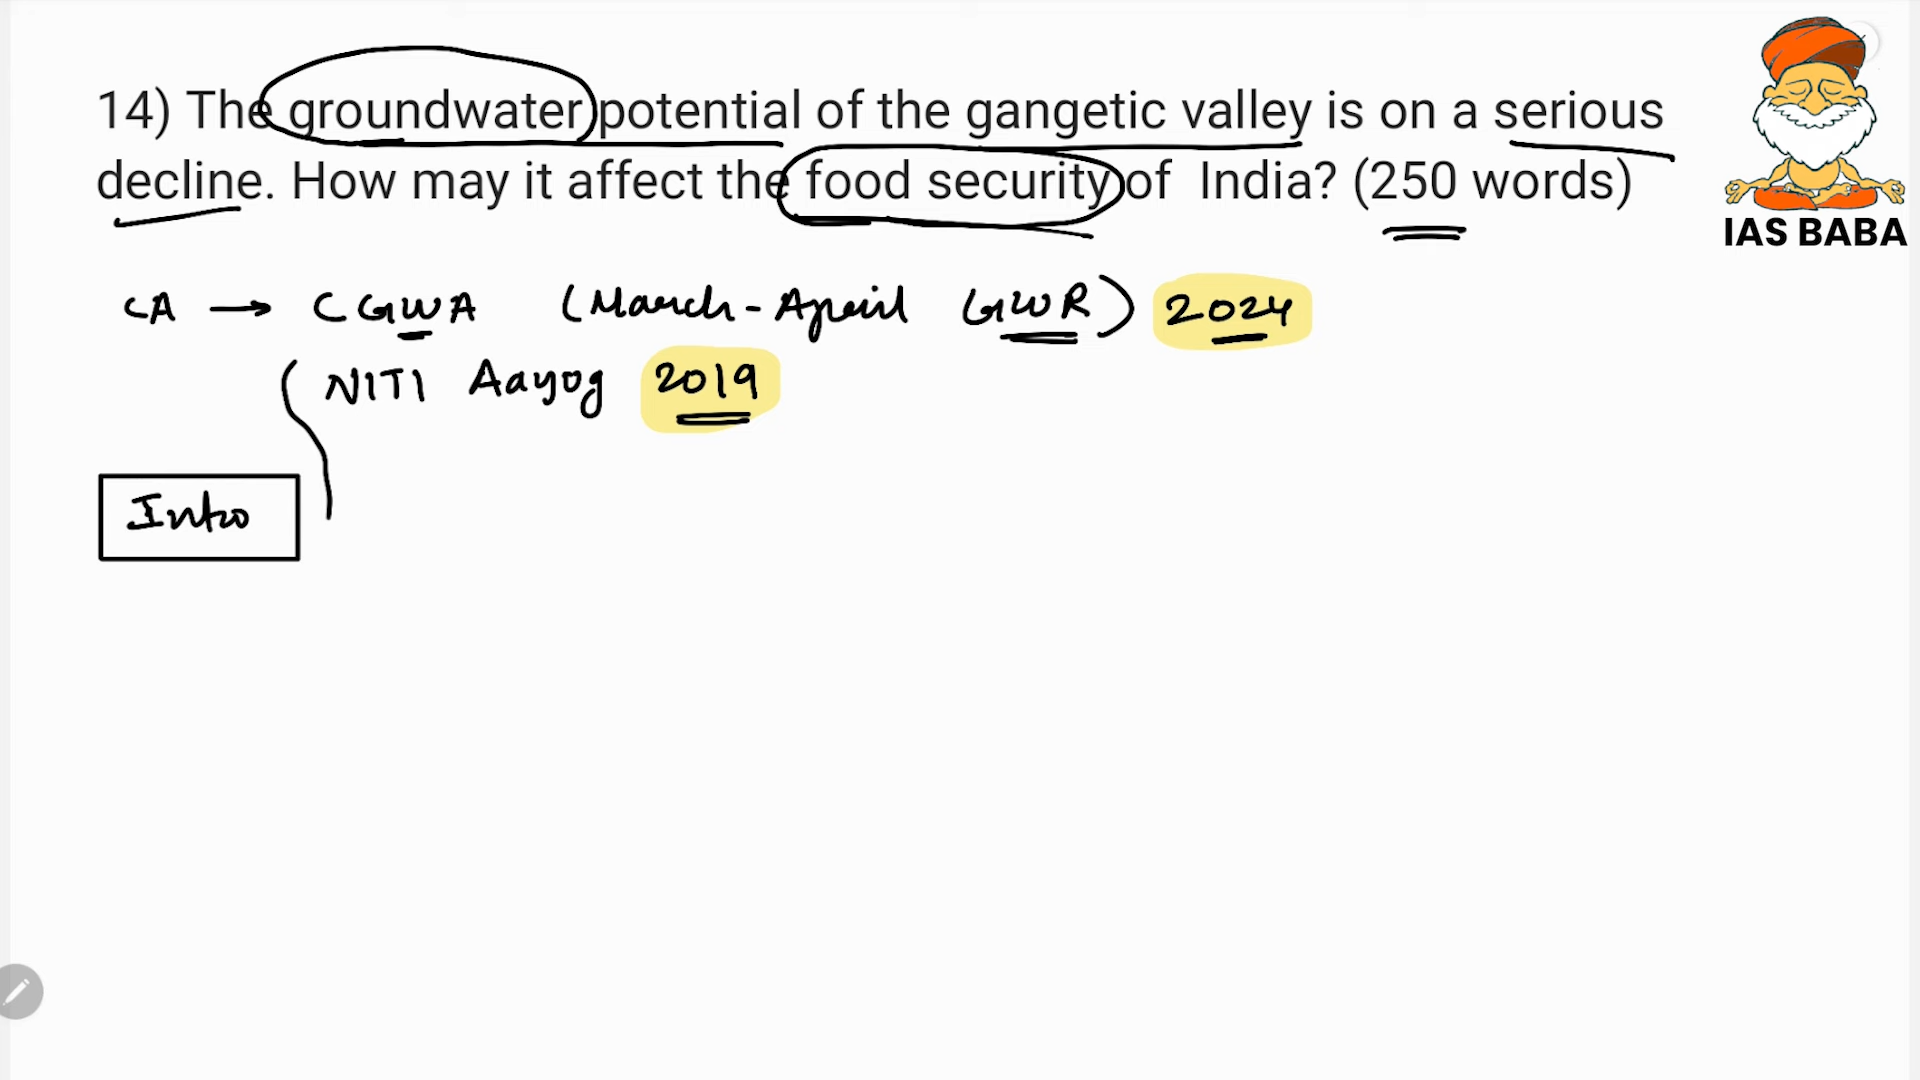 14) The groundwater potential of the gangetic valley is on a serious
decline. How may it affect the food security of India? (250 words)
IAS BABA
CA → CGWA (March-April GWR) 2024
NITI Aayog 2019
Intro